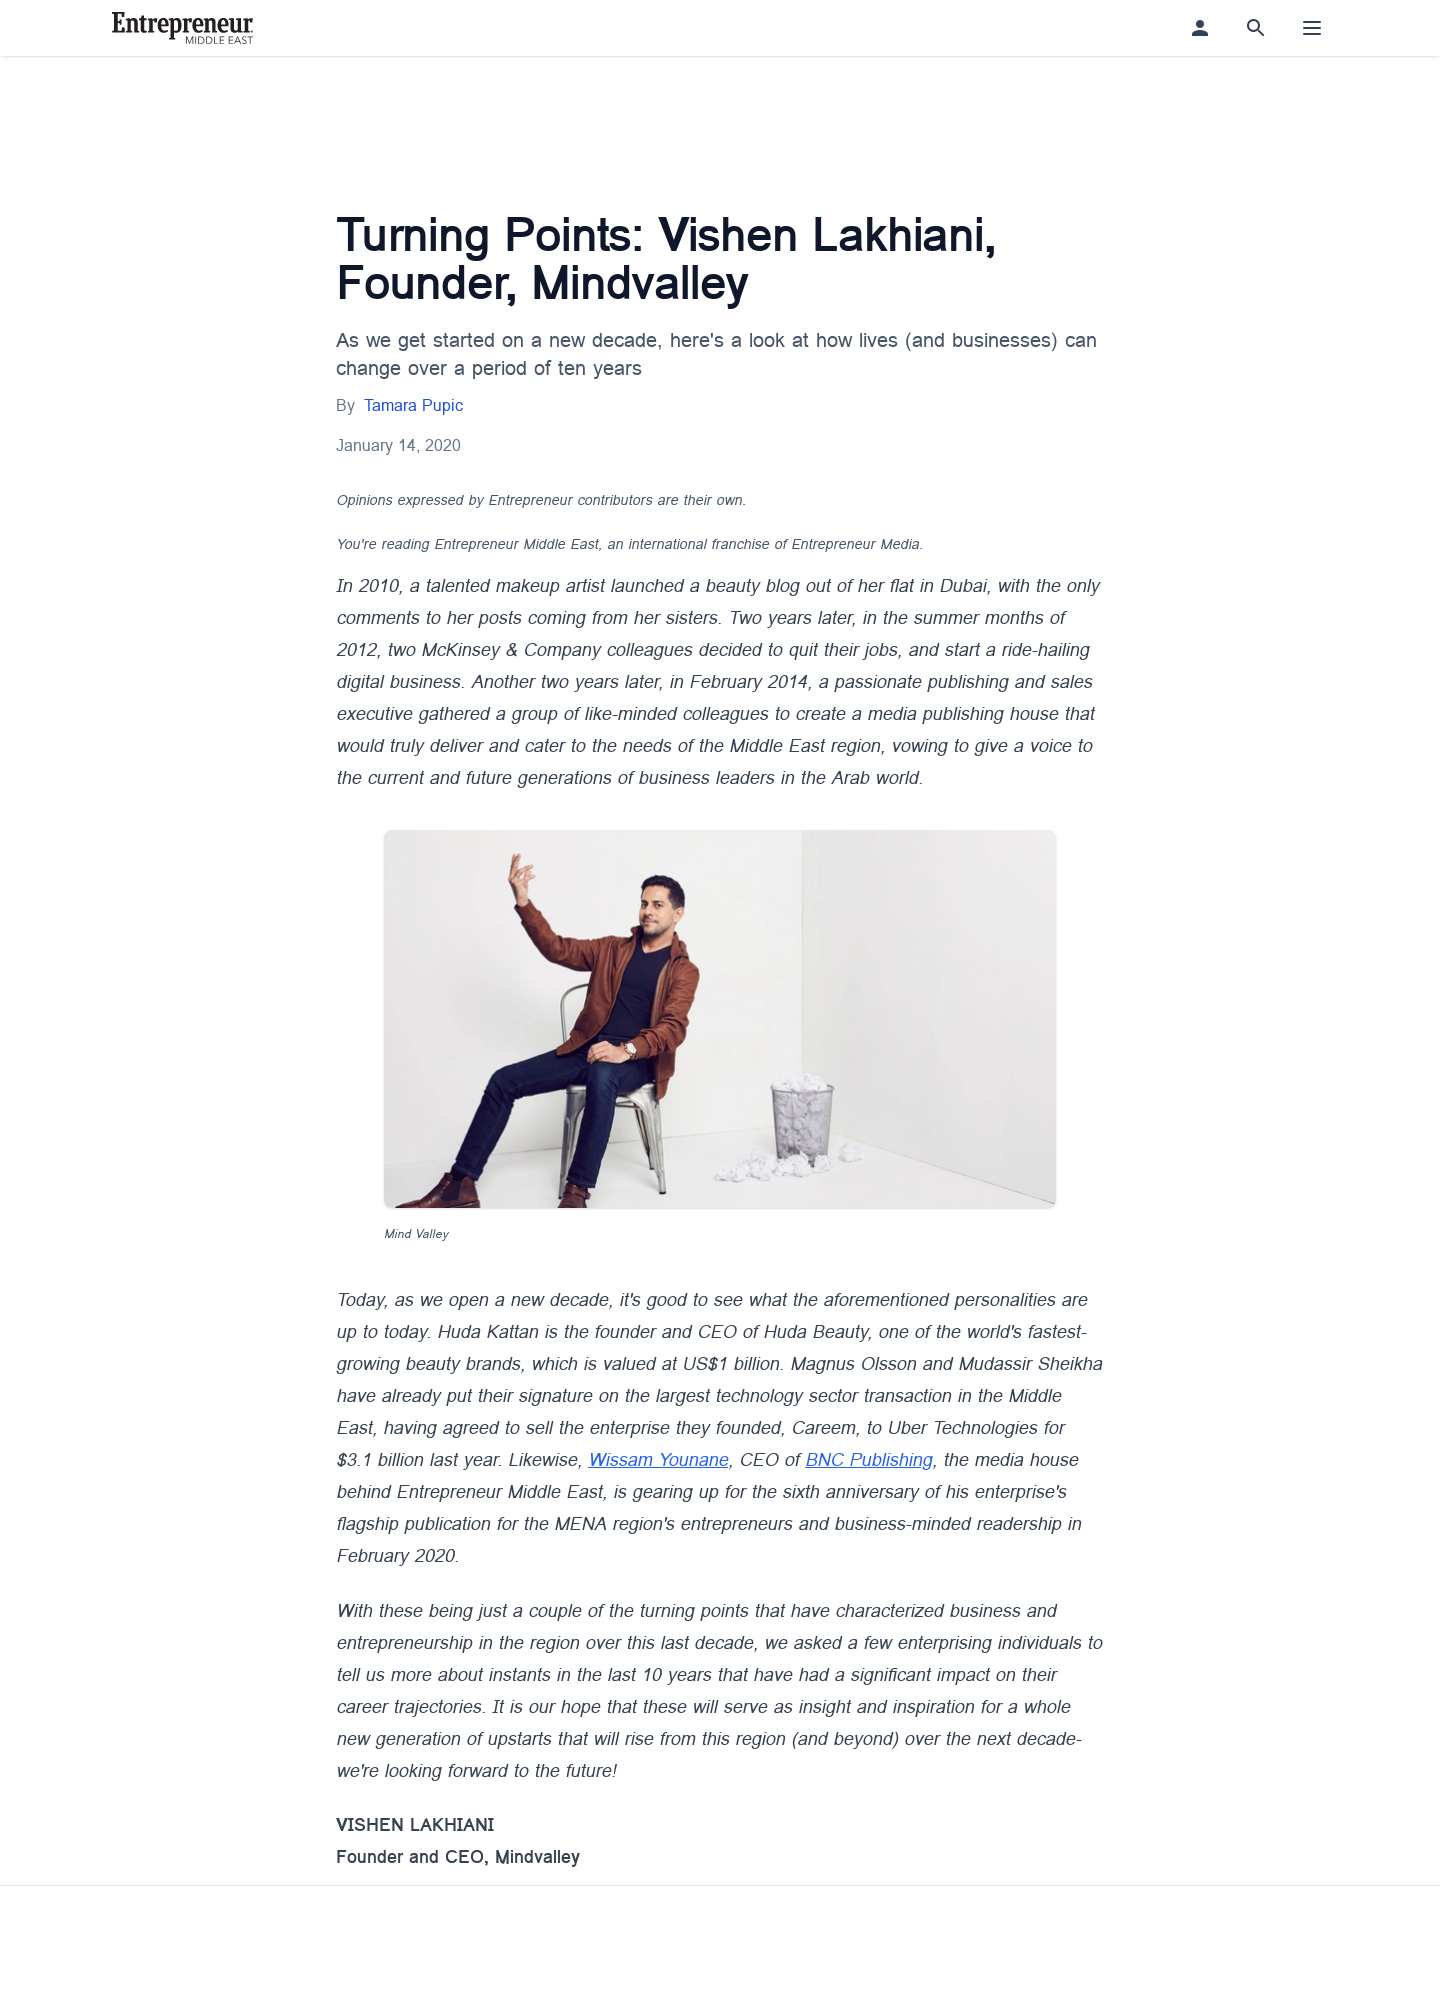 Entrepreneur
MIDDLE EAST
Turning Points: Vishen Lakhiani,
Founder, Mindvalley
As we get started on a new decade, here's a look at how lives (and businesses) can
change over a period of ten years
By Tamara Pupic
January 14, 2020
Opinions expressed by Entrepreneur contributors are their own.
You're reading Entrepreneur Middle East, an international franchise of Entrepreneur Media.
In 2010, a talented makeup artist launched a beauty blog out of her flat in Dubai, with the only
comments to her posts coming from her sisters. Two years later, in the summer months of
2012, two McKinsey & Company colleagues decided to quit their jobs, and start a ride-hailing
digital business. Another two years later, in February 2014, a passionate publishing and sales
executive gathered a group of like-minded colleagues to create a media publishing house that
would truly deliver and cater to the needs of the Middle East region, vowing to give a voice to
the current and future generations of business leaders in the Arab world.
Mind Valley
Today, as we open a new decade, it's good to see what the aforementioned personalities are
up to today. Huda Kattan is the founder and CEO of Huda Beauty, one of the world's fastest-
growing beauty brands, which is valued at US$1 billion. Magnus Olsson and Mudassir Sheikha
have already put their signature on the largest technology sector transaction in the Middle
East, having agreed to sell the enterprise they founded, Careem, to Uber Technologies for
$3.1 billion last year. Likewise, Wissam Younane, CEO of BNC Publishing, the media house
behind Entrepreneur Middle East, is gearing up for the sixth anniversary of his enterprise's
flagship publication for the MENA region's entrepreneurs and business-minded readership in
February 2020.
With these being just a couple of the turning points that have characterized business and
entrepreneurship in the region over this last decade, we asked a few enterprising individuals to
tell us more about instants in the last 10 years that have had a significant impact on their
career trajectories. It is our hope that these will serve as insight and inspiration for a whole
new generation of upstarts that will rise from this region (and beyond) over the next decade-
we're looking forward to the future!
VISHEN LAKHIANI
Founder and CEO, Mindvalley